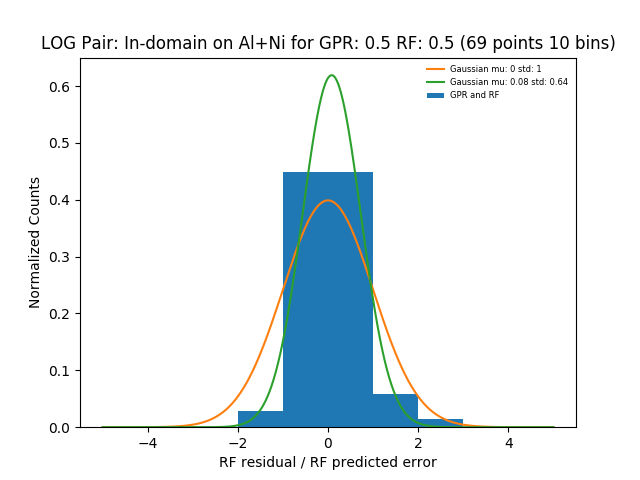 LOG Pair: In-domain on Al+Ni for GPR: 0.5 RF: 0.5 (69 points 10 bins)
Gaussian mu: 0 std: 1
Gaussian mu: 0.08 std: 0.64
GPR and RF
Normalized Counts
0.6
0.5
0.4
0.3
0.2
0.1
0.0
−4 −2 0 2 4
RF residual / RF predicted error